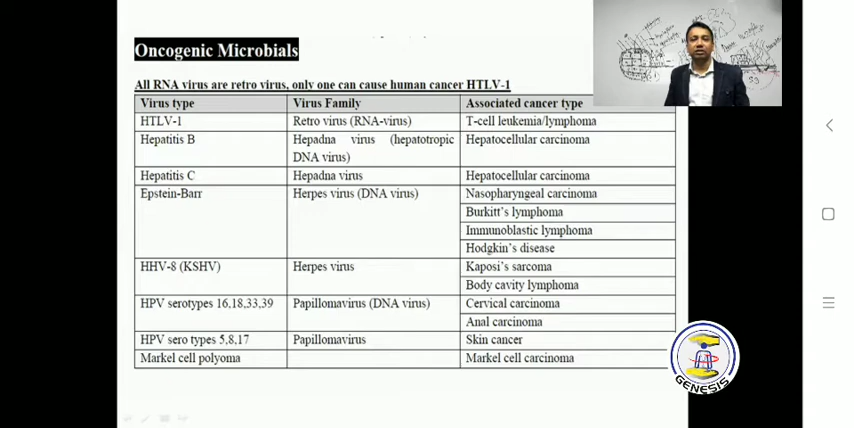 Oncogenic Microbials
All RNA virus are retro virus, only one can cause human cancer HTLV-1
Virus type Virus Family Associated cancer type
HTLV-1 Retro virus (RNA-virus) T-cell leukemia/lymphoma
Hepatitis B Hepadna virus (hepatotropic Hepatocellular carcinoma
DNA virus)
Hepatitis C Hepadna virus Hepatocellular carcinoma
Epstein-Barr Herpes virus (DNA virus) Nasopharyngeal carcinoma
Burkitt's lymphoma
Immunoblastic lymphoma
Hodgkin's disease
HHV-8 (KSHV) Herpes virus Kaposi's sarcoma
Body cavity lymphoma
HPV serotypes 16,18,33,39 Papillomavirus (DNA virus) Cervical carcinoma
Anal carcinoma
HPV sero types 5,8,17 Papillomavirus Skin cancer
Markel cell polyoma Markel cell carcinoma
GENESIS